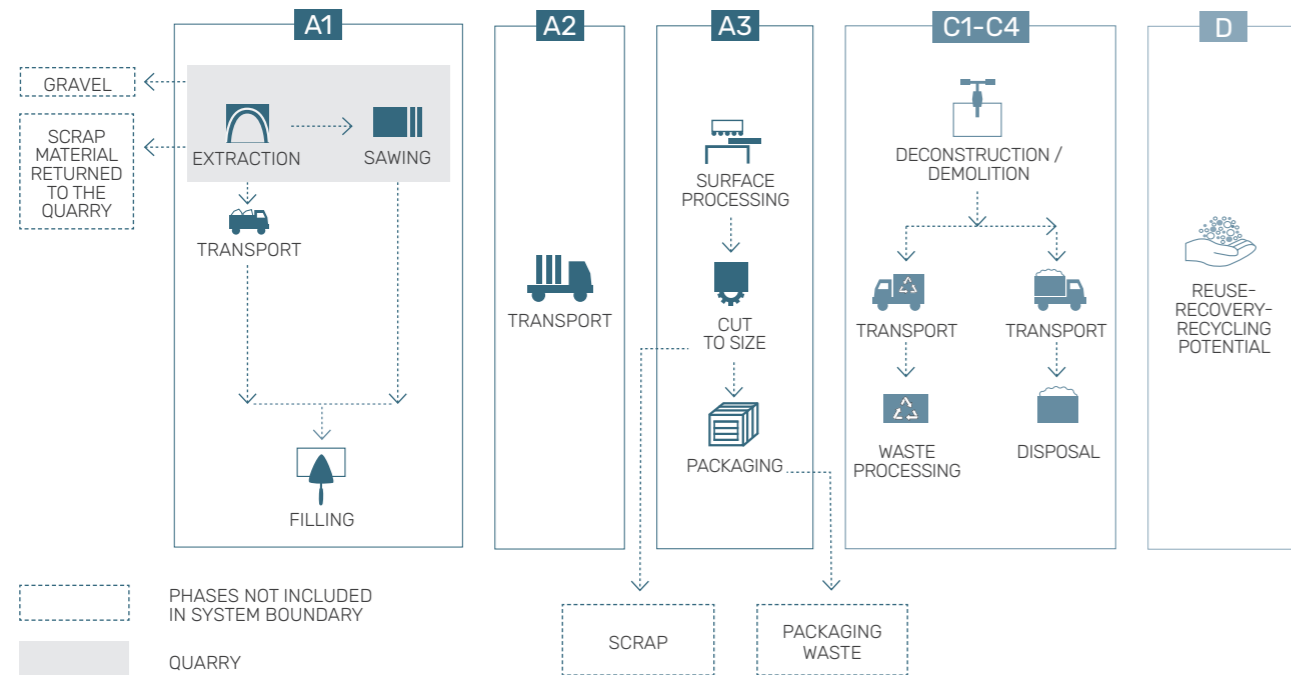 A1
A2
A3
C1-C4
D
GRAVEL
SCRAP
MATERIAL
RETURNED
TO THE
QUARRY
EXTRACTION
SAWING
TRANSPORT
FILLING
TRANSPORT
SURFACE
PROCESSING
CUT
TO SIZE
PACKAGING
DECONSTRUCTION /
DEMOLITION
TRANSPORT
TRANSPORT
WASTE
PROCESSING
DISPOSAL
REUSE-
RECOVERY-
RECYCLING
POTENTIAL
SCRAP
PACKAGING
WASTE
PHASES NOT INCLUDED
IN SYSTEM BOUNDARY
QUARRY